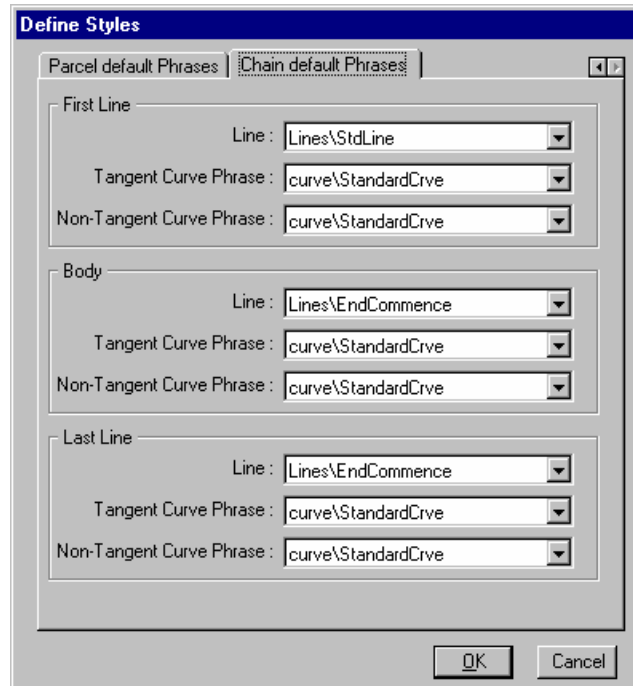 Define Styles
Parcel default Phrases
Chain default Phrases
First Line
Line : Lines\StdLine
Tangent Curve Phrase : curve\StandardCrve
Non-Tangent Curve Phrase : curve\StandardCrve
Body
Line : Lines\EndCommence
Tangent Curve Phrase : curve\StandardCrve
Non-Tangent Curve Phrase : curve\StandardCrve
Last Line
Line : Lines\EndCommence
Tangent Curve Phrase : curve\StandardCrve
Non-Tangent Curve Phrase : curve\StandardCrve
OK
Cancel